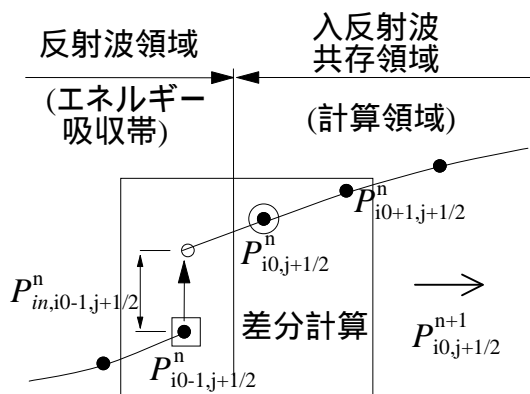 反射波領域
(エネルギー
吸収帯)
入反射波
共存領域
(計算領域)
P^n_{i0+1,j+1/2}
P^n_{i0,j+1/2}
P^n_{in,i0-1,j+1/2}
差分計算
P^{n+1}_{i0,j+1/2}
P^n_{i0-1,j+1/2}